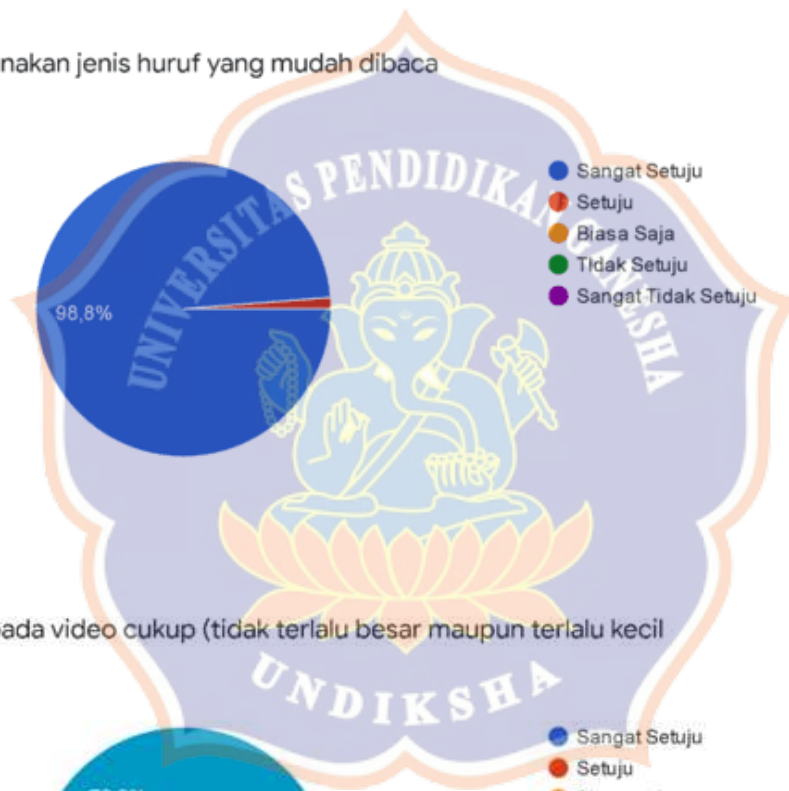 nakan jenis huruf yang mudah dibaca
UNIVERSITAS PENDIDIKAN GANESHA
Sangat Setuju
Setuju
Biasa Saja
Tidak Setuju
Sangat Tidak Setuju
98,8%
ada video cukup (tidak terlalu besar maupun terlalu kecil
UNDIKSHA
Sangat Setuju
Setuju